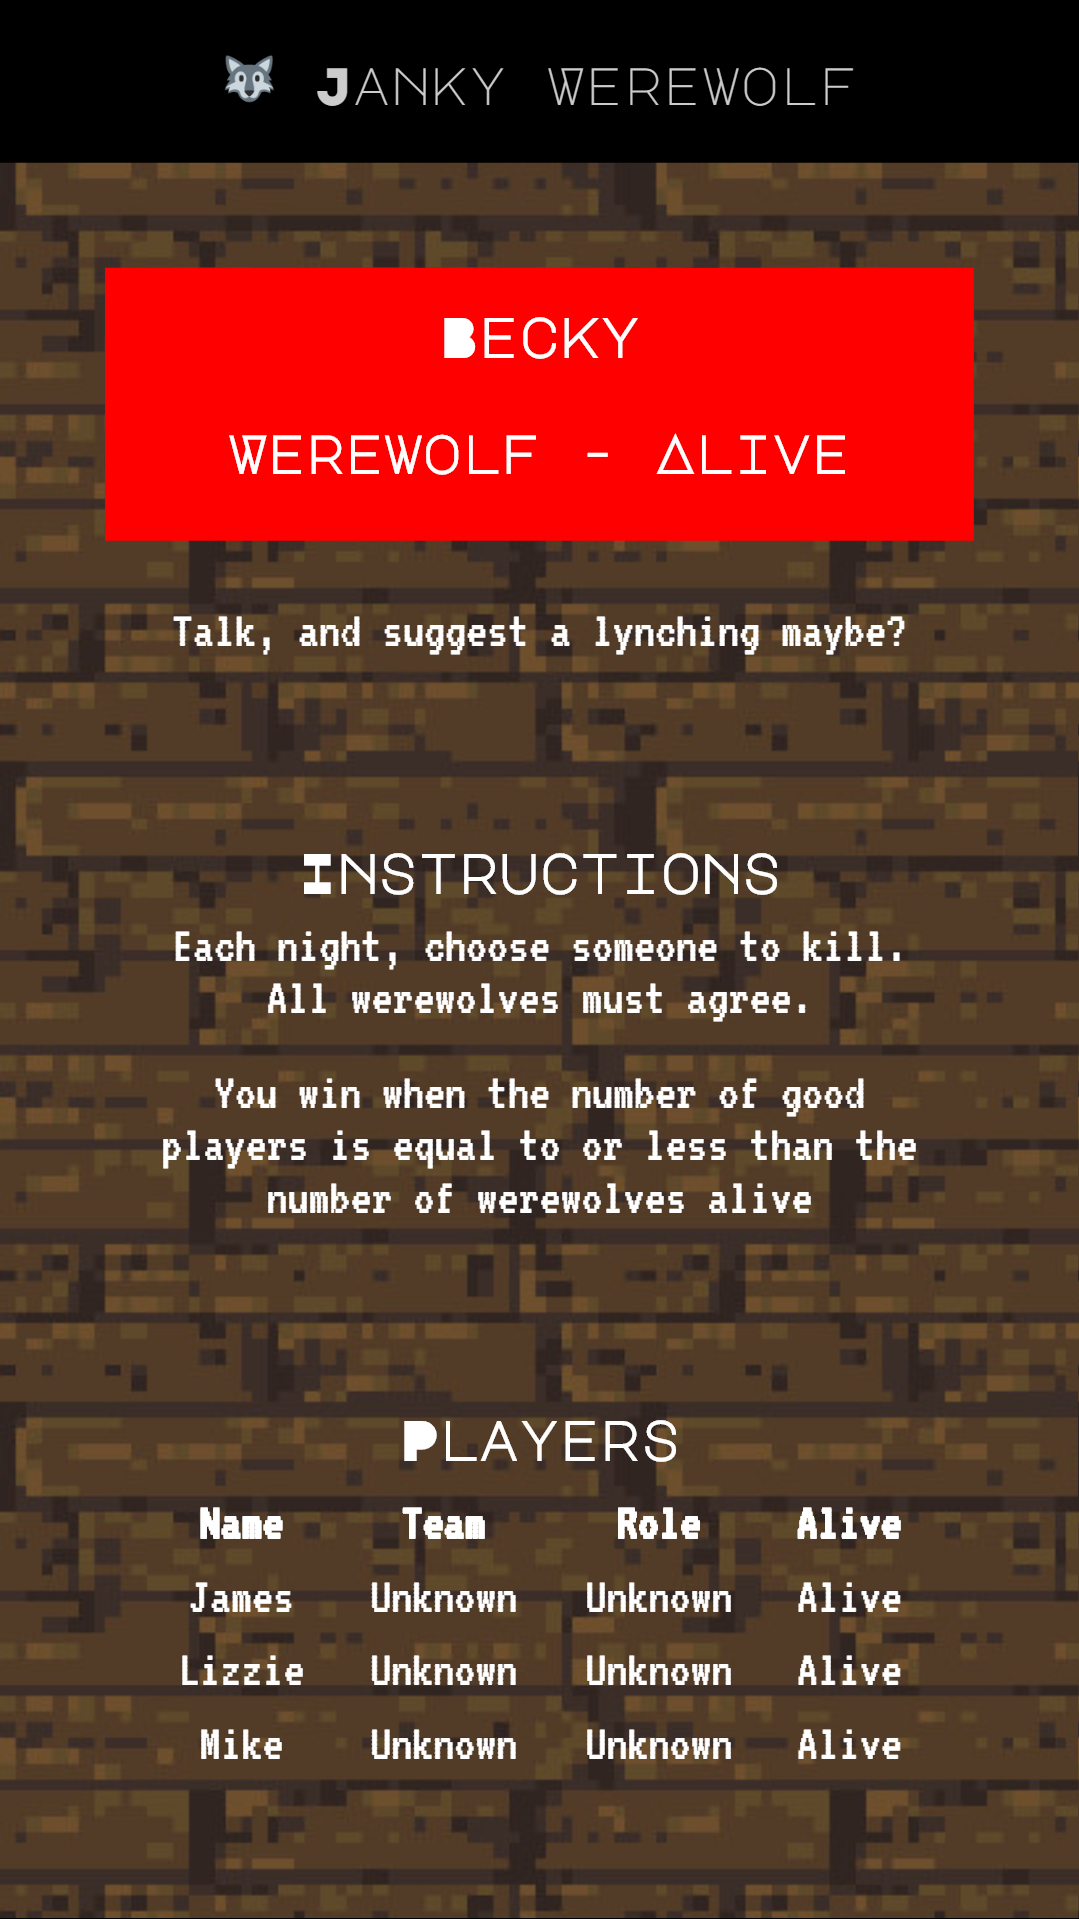 Janky Werewolf
Becky
Werewolf - Alive
Talk, and suggest a lynching maybe?
Instructions
Each night, choose someone to kill.
All werewolves must agree.
You win when the number of good
players is equal to or less than the
number of werewolves alive
Players
Name Team Role Alive
James Unknown Unknown Alive
Lizzie Unknown Unknown Alive
Mike Unknown Unknown Alive